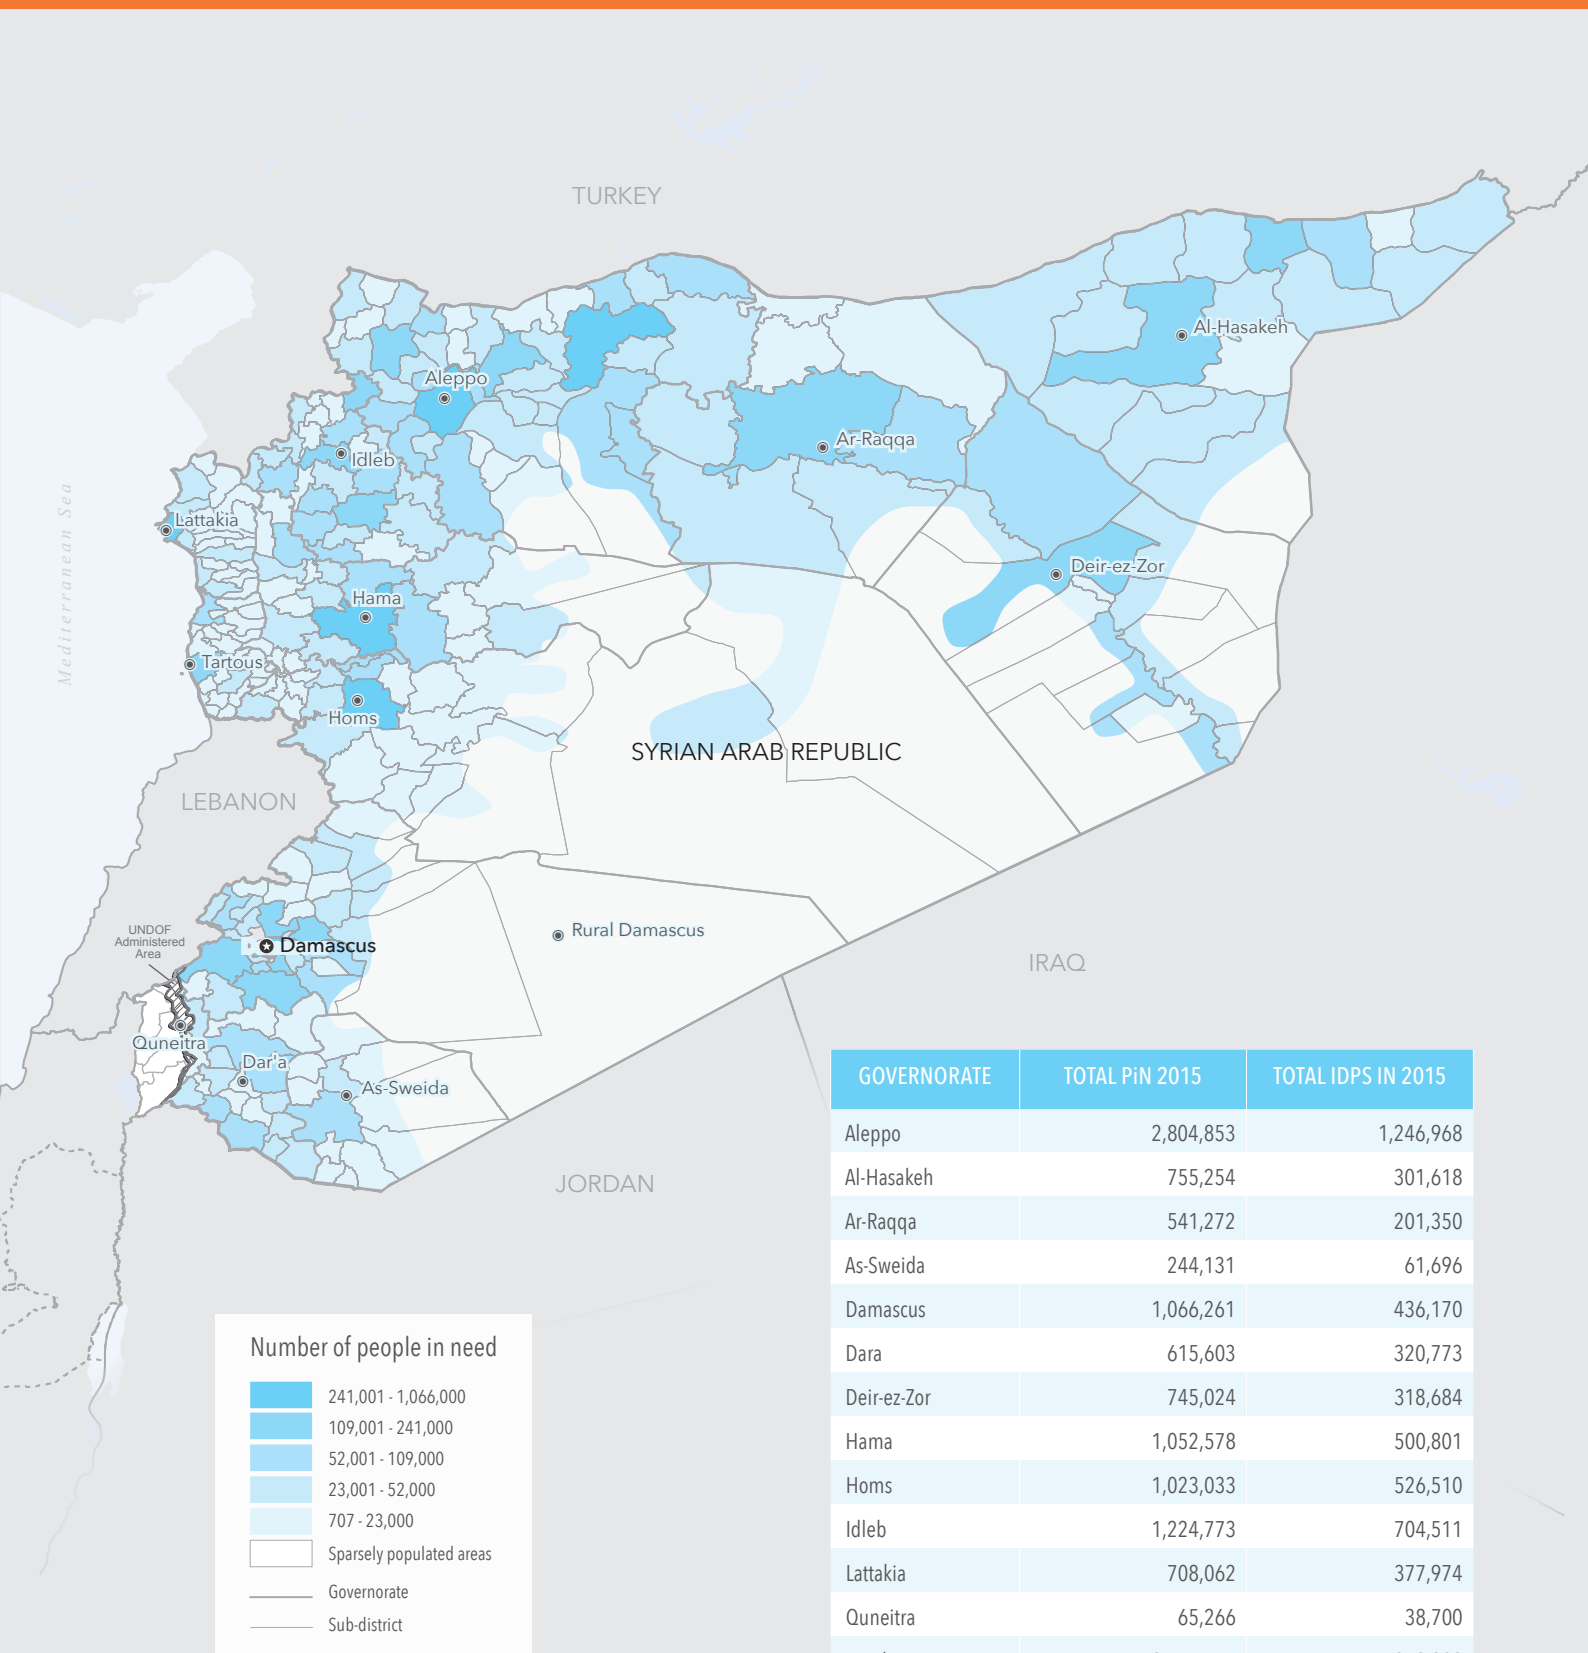 TURKEY
Al-Hasakeh
Aleppo
Ar-Raqqa
Idleb
Lattakia
Mediterranean Sea
Deir-ez-Zor
Hama
Tartous
Homs
SYRIAN ARAB REPUBLIC
LEBANON
UNDOF
Administered
Area
Damascus
Rural Damascus
IRAQ
Quneitra
Dar'a
As-Sweida
JORDAN
Number of people in need
241,001 - 1,066,000
109,001 - 241,000
52,001 - 109,000
23,001 - 52,000
707 - 23,000
Sparsely populated areas
Governorate
Sub-district
GOVERNORATE TOTAL PiN 2015 TOTAL IDPS IN 2015
Aleppo 2,804,853 1,246,968
Al-Hasakeh 755,254 301,618
Ar-Raqqa 541,272 201,350
As-Sweida 244,131 61,696
Damascus 1,066,261 436,170
Dara 615,603 320,773
Deir-ez-Zor 745,024 318,684
Hama 1,052,578 500,801
Homs 1,023,033 526,510
Idleb 1,224,773 704,511
Lattakia 708,062 377,974
Quneitra 65,266 38,700